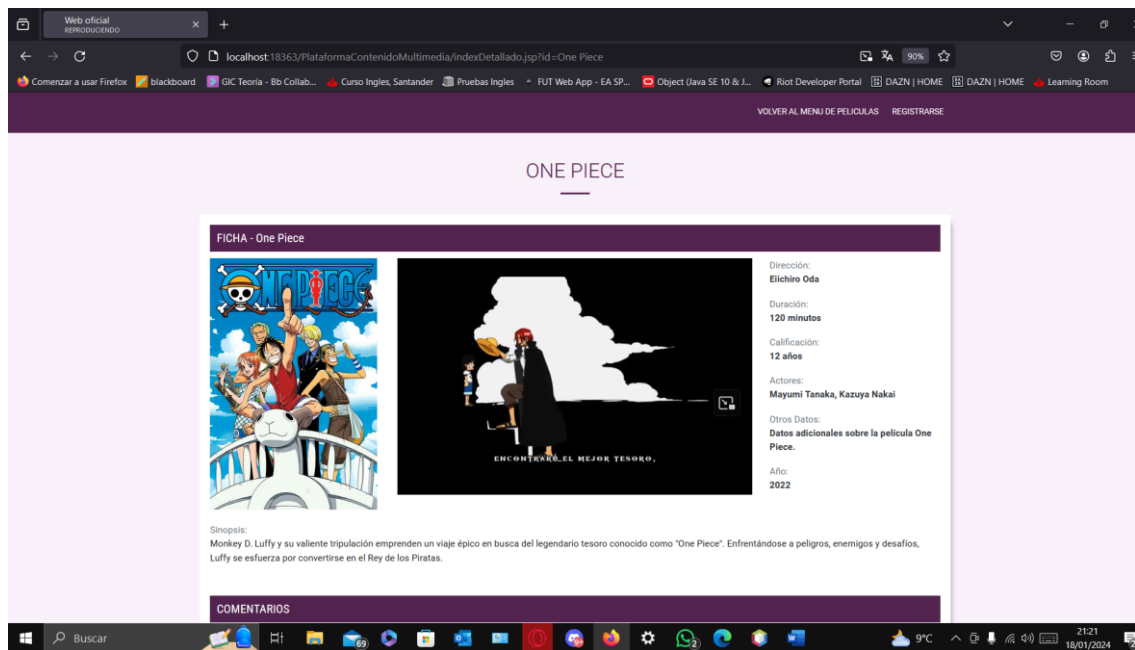 Web oficial
REPRODUCIENDO
localhost:18363/PlataformaContenidoMultimedia/indexDetallado.jsp?id=One Piece
90%
Comenzar a usar Firefox
blackboard
GIC Teoría - Bb Collab...
Curso Ingles, Santander
Pruebas Ingles
FUT Web App - EA SP...
Object (Java SE 10 & J...
Riot Developer Portal
DAZN | HOME
DAZN | HOME
Learning Room
VOLVER AL MENU DE PELICULAS REGISTRARSE
ONE PIECE
FICHA - One Piece
ONE PIECE
ENCONTRARÉ EL MEJOR TESORO,
Dirección:
Eiichiro Oda
Duración:
120 minutos
Calificación:
12 años
Actores:
Mayumi Tanaka, Kazuya Nakai
Otros Datos:
Datos adicionales sobre la película One
Piece.
Año:
2022
Sinopsis:
Monkey D. Luffy y su valiente tripulación emprenden un viaje épico en busca del legendario tesoro conocido como "One Piece". Enfrentándose a peligros, enemigos y desafíos,
Luffy se esfuerza por convertirse en el Rey de los Piratas.
COMENTARIOS
Buscar
69
2
9°C
21:21
18/01/2024